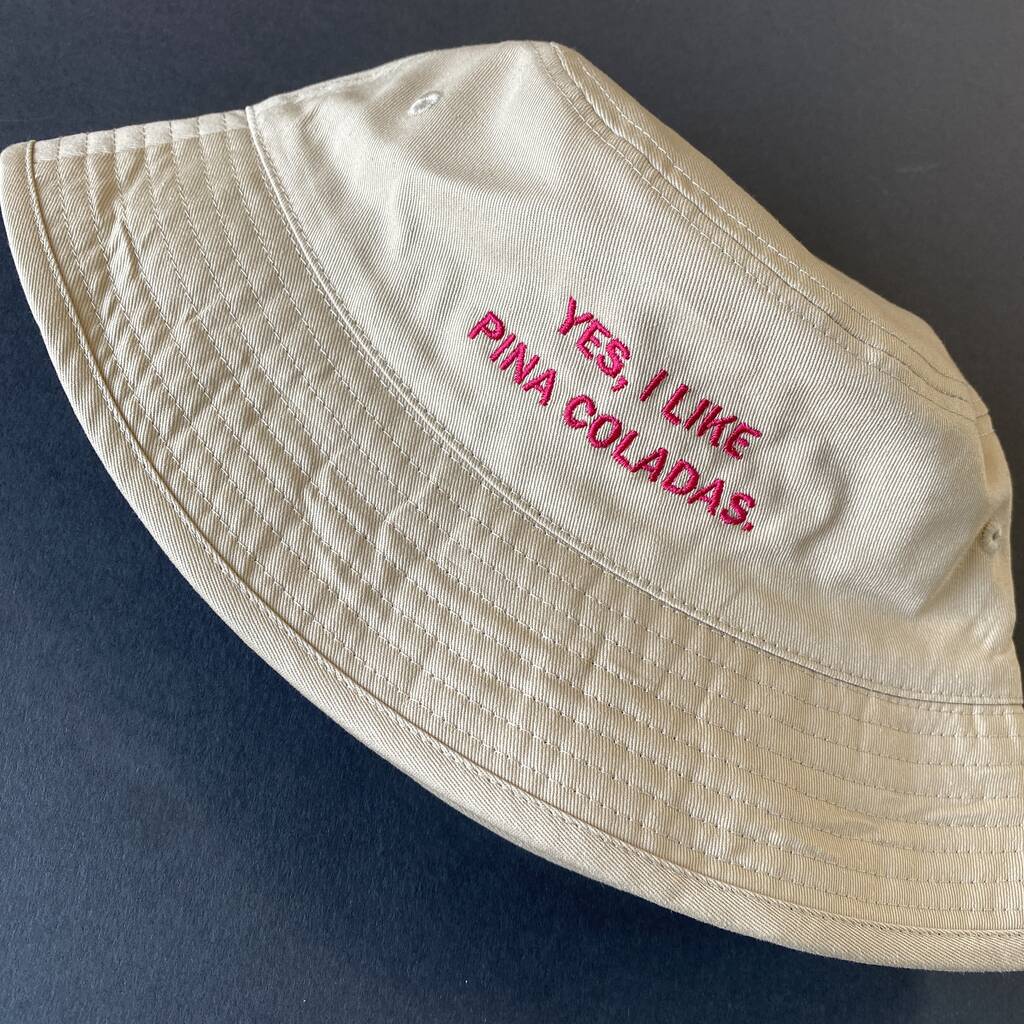 YES, I LIKE
PINA COLADAS.